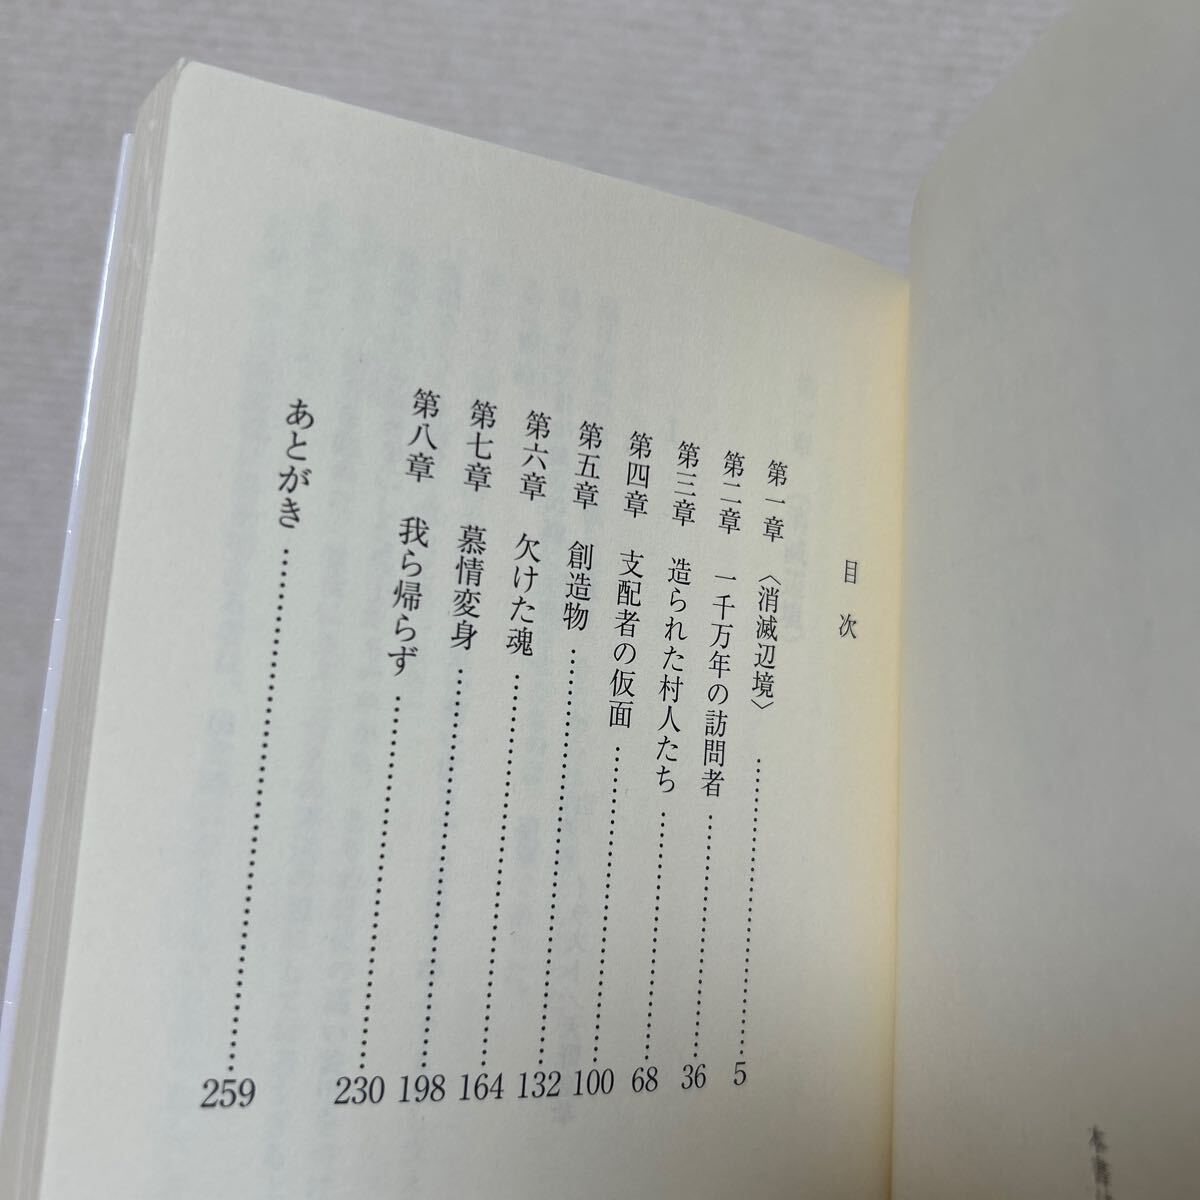 目次
第一章 〈消滅辺境〉……5
第二章 一千万年の訪問者……36
第三章 造られた村人たち……68
第四章 支配者の仮面……100
第五章 創造物……132
第六章 欠けた魂……164
第七章 慕情変身……198
第八章 我ら帰らず……230
あとがき……259